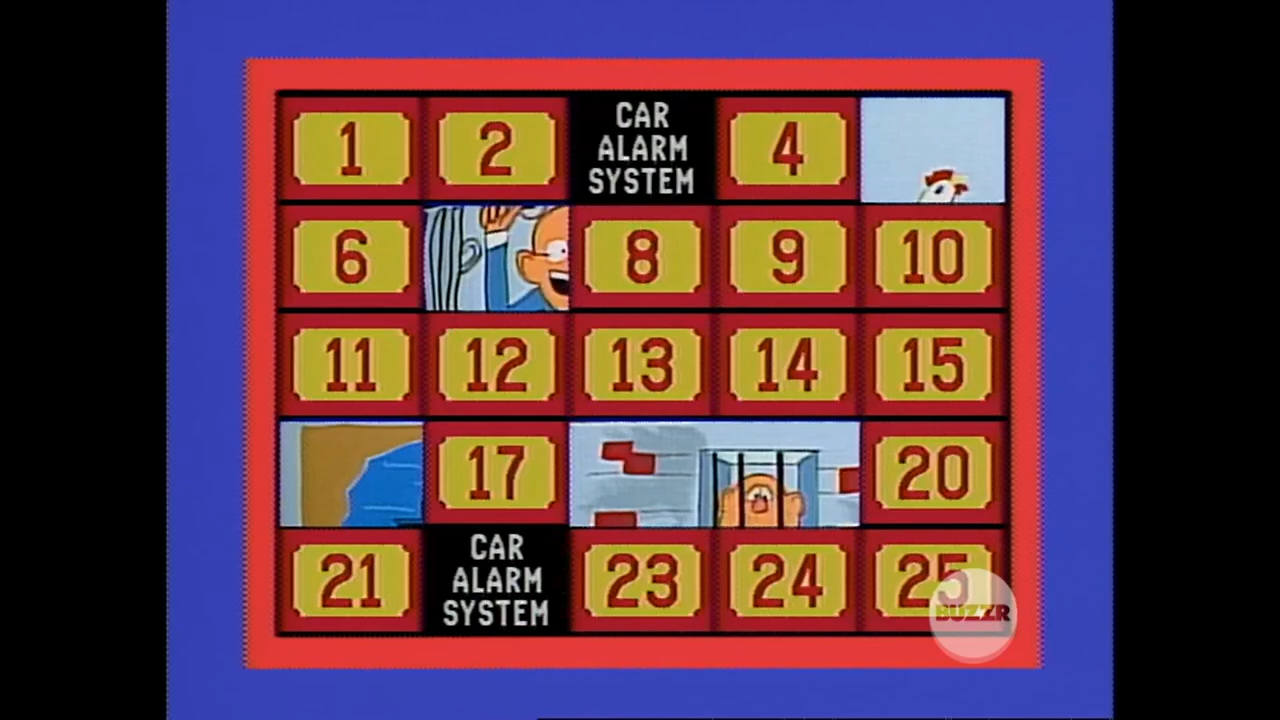 1 2 CAR ALARM SYSTEM 4
6 8 9 10
11 12 13 14 15
17 20
21 CAR ALARM SYSTEM 23 24 25
BUZZR